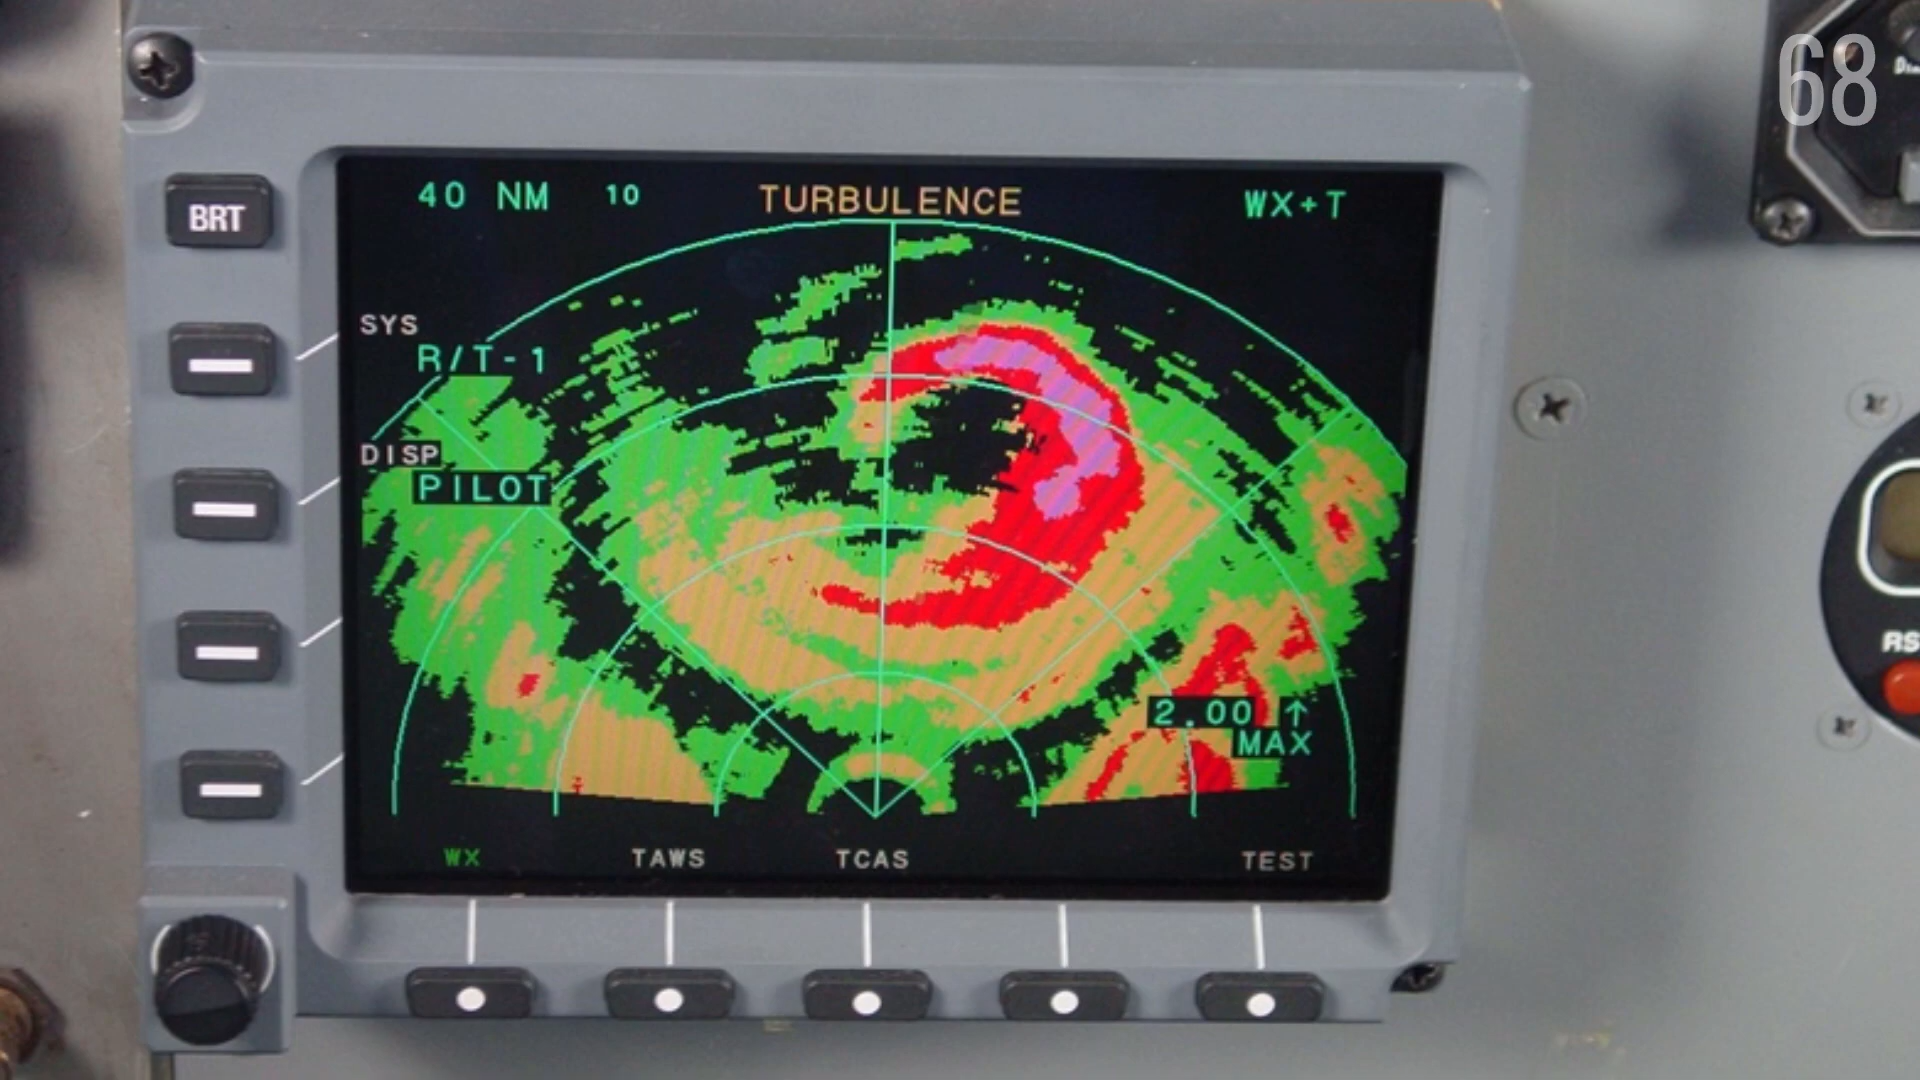 68
BRT
40 NM 10 TURBULENCE WX+T
SYS
R/T-1
DISP
PILOT
2.00 ↑
MAX
WX TAWS TCAS TEST
RS